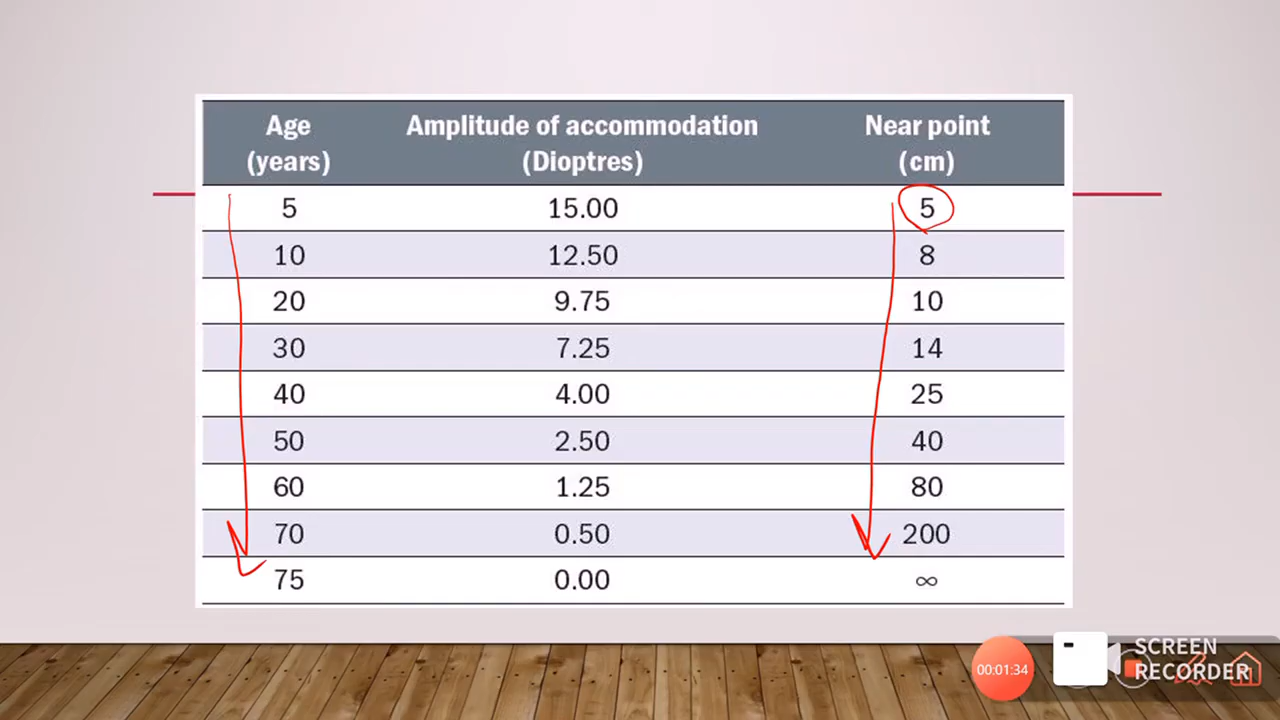 Age Amplitude of accommodation Near point
(years) (Dioptres) (cm)
5 15.00 5
10 12.50 8
20 9.75 10
30 7.25 14
40 4.00 25
50 2.50 40
60 1.25 80
70 0.50 200
75 0.00 ∞
00:01:34
SCREEN
RECORDER